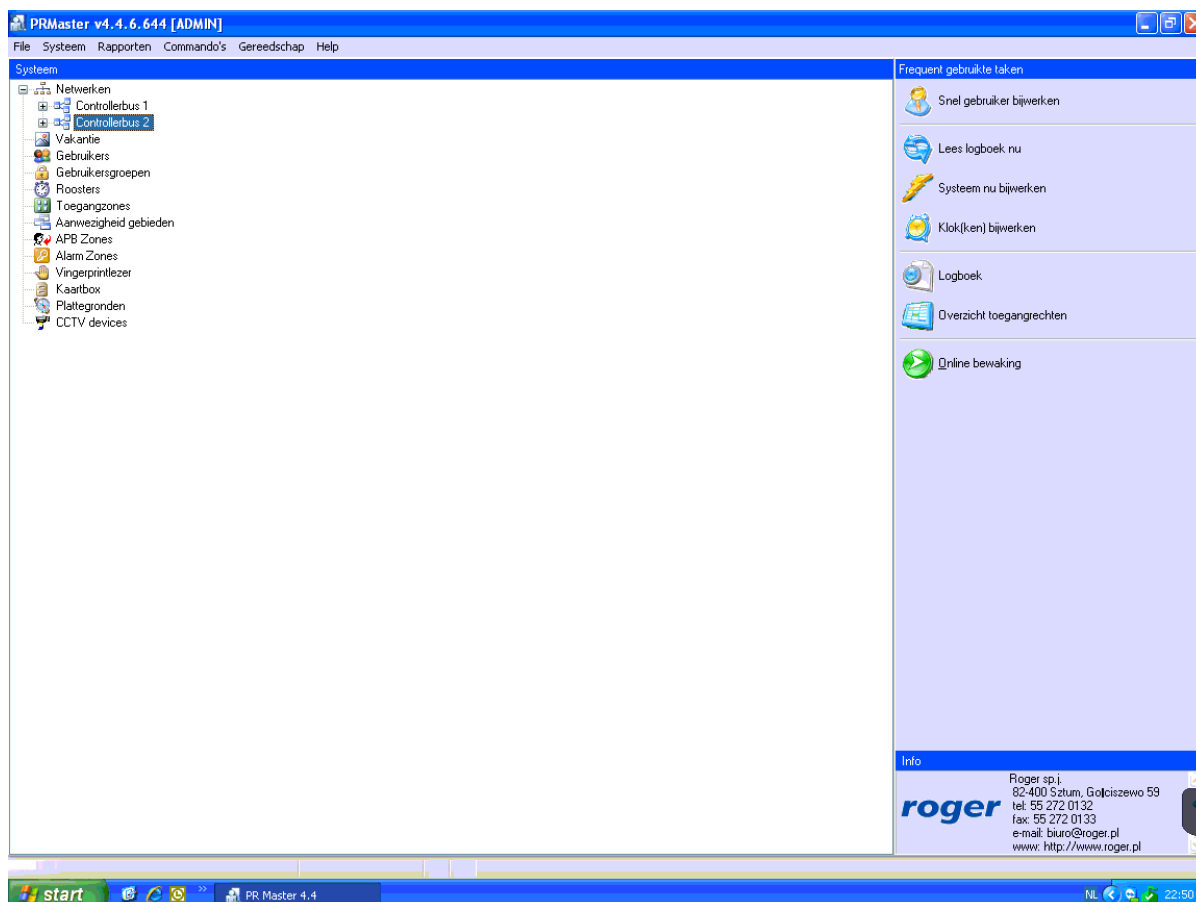 PRMaster v4.4.6.644 [ADMIN]
File Systeem Rapporten Commando's Gereedschap Help
Systeem
Netwerken
Controllerbus 1
Controllerbus 2
Vakantie
Gebruikers
Gebruikersgroepen
Roosters
Toegangzones
Aanwezigheid gebieden
APB Zones
Alarm Zones
Vingerprintlezer
Kaartbox
Plattegronden
CCTV devices
Frequent gebruikte taken
Snel gebruiker bijwerken
Lees logboek nu
Systeem nu bijwerken
Klok(ken) bijwerken
Logboek
Overzicht toegangrechten
Online bewaking
Info
roger
Roger sp.j.
82-400 Sztum, Gościszewo 59
tel: 55 272 0132
fax: 55 272 0133
e-mail: biuro@roger.pl
www: http://www.roger.pl
start
PR Master 4.4
NL
22:50